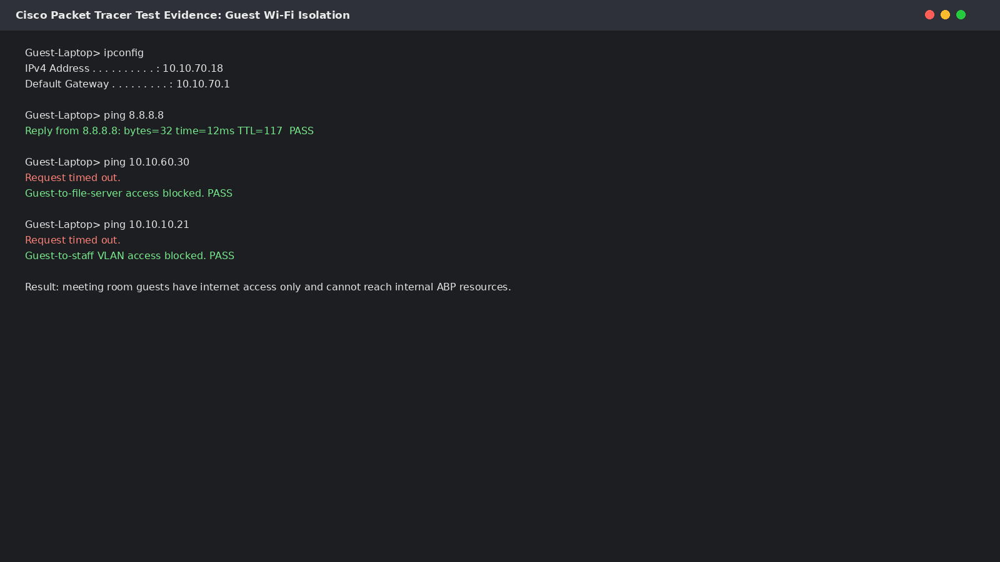 Cisco Packet Tracer Test Evidence: Guest Wi-Fi Isolation
Guest-Laptop> ipconfig
IPv4 Address . . . . . . . . . . : 10.10.70.18
Default Gateway . . . . . . . . . : 10.10.70.1
Guest-Laptop> ping 8.8.8.8
Reply from 8.8.8.8: bytes=32 time=12ms TTL=117  PASS
Guest-Laptop> ping 10.10.60.30
Request timed out.
Guest-to-file-server access blocked. PASS
Guest-Laptop> ping 10.10.10.21
Request timed out.
Guest-to-staff VLAN access blocked. PASS
Result: meeting room guests have internet access only and cannot reach internal ABP resources.